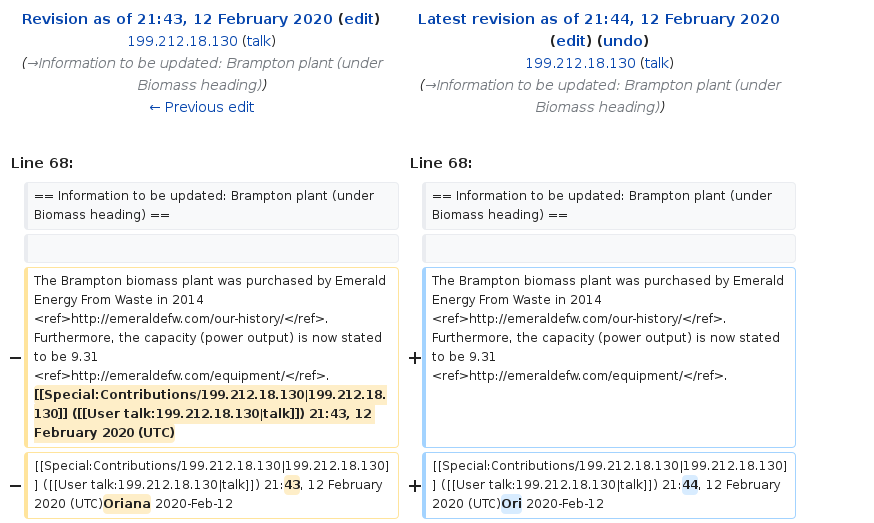 Revision as of 21:43, 12 February 2020 (edit)
199.212.18.130 (talk)
(→Information to be updated: Brampton plant (under
Biomass heading))
← Previous edit
Latest revision as of 21:44, 12 February 2020
(edit) (undo)
199.212.18.130 (talk)
(→Information to be updated: Brampton plant (under
Biomass heading))
Line 68:
Line 68:
== Information to be updated: Brampton plant (under
Biomass heading) ==
== Information to be updated: Brampton plant (under
Biomass heading) ==
−
The Brampton biomass plant was purchased by Emerald
Energy From Waste in 2014
<ref>http://emeraldefw.com/our-history/</ref>.
Furthermore, the capacity (power output) is now stated
to be 9.31
<ref>http://emeraldefw.com/equipment/</ref>.
[[Special:Contributions/199.212.18.130|199.212.18.
130]] ([[User talk:199.212.18.130|talk]]) 21:43, 12
February 2020 (UTC)
+
The Brampton biomass plant was purchased by Emerald
Energy From Waste in 2014
<ref>http://emeraldefw.com/our-history/</ref>.
Furthermore, the capacity (power output) is now stated
to be 9.31
<ref>http://emeraldefw.com/equipment/</ref>.
−
[[Special:Contributions/199.212.18.130|199.212.18.130]
] ([[User talk:199.212.18.130|talk]]) 21:43, 12 February
2020 (UTC)Oriana 2020-Feb-12
+
[[Special:Contributions/199.212.18.130|199.212.18.130]
] ([[User talk:199.212.18.130|talk]]) 21:44, 12 February
2020 (UTC)Ori 2020-Feb-12